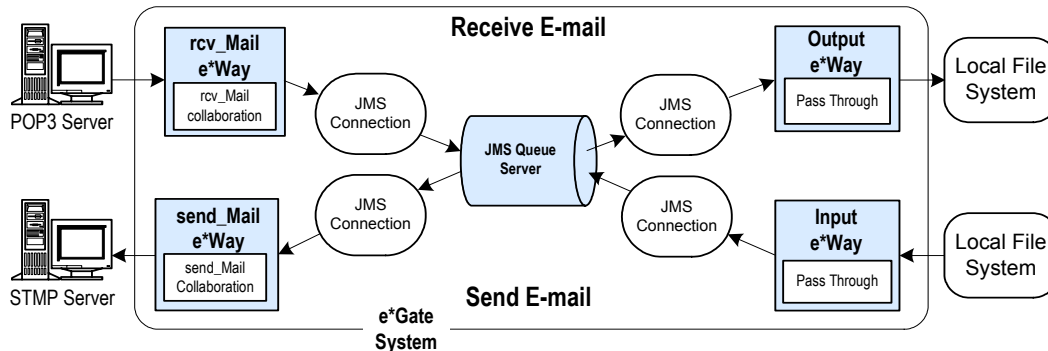 Receive E-mail
POP3 Server
rcv_Mail
e*Way
rcv_Mail
collaboration
JMS
Connection
JMS Queue
Server
JMS
Connection
Output
e*Way
Pass Through
Local File
System
STMP Server
send_Mail
e*Way
send_Mail
Collaboration
JMS
Connection
JMS
Connection
Input
e*Way
Pass Through
Local File
System
Send E-mail
e*Gate
System